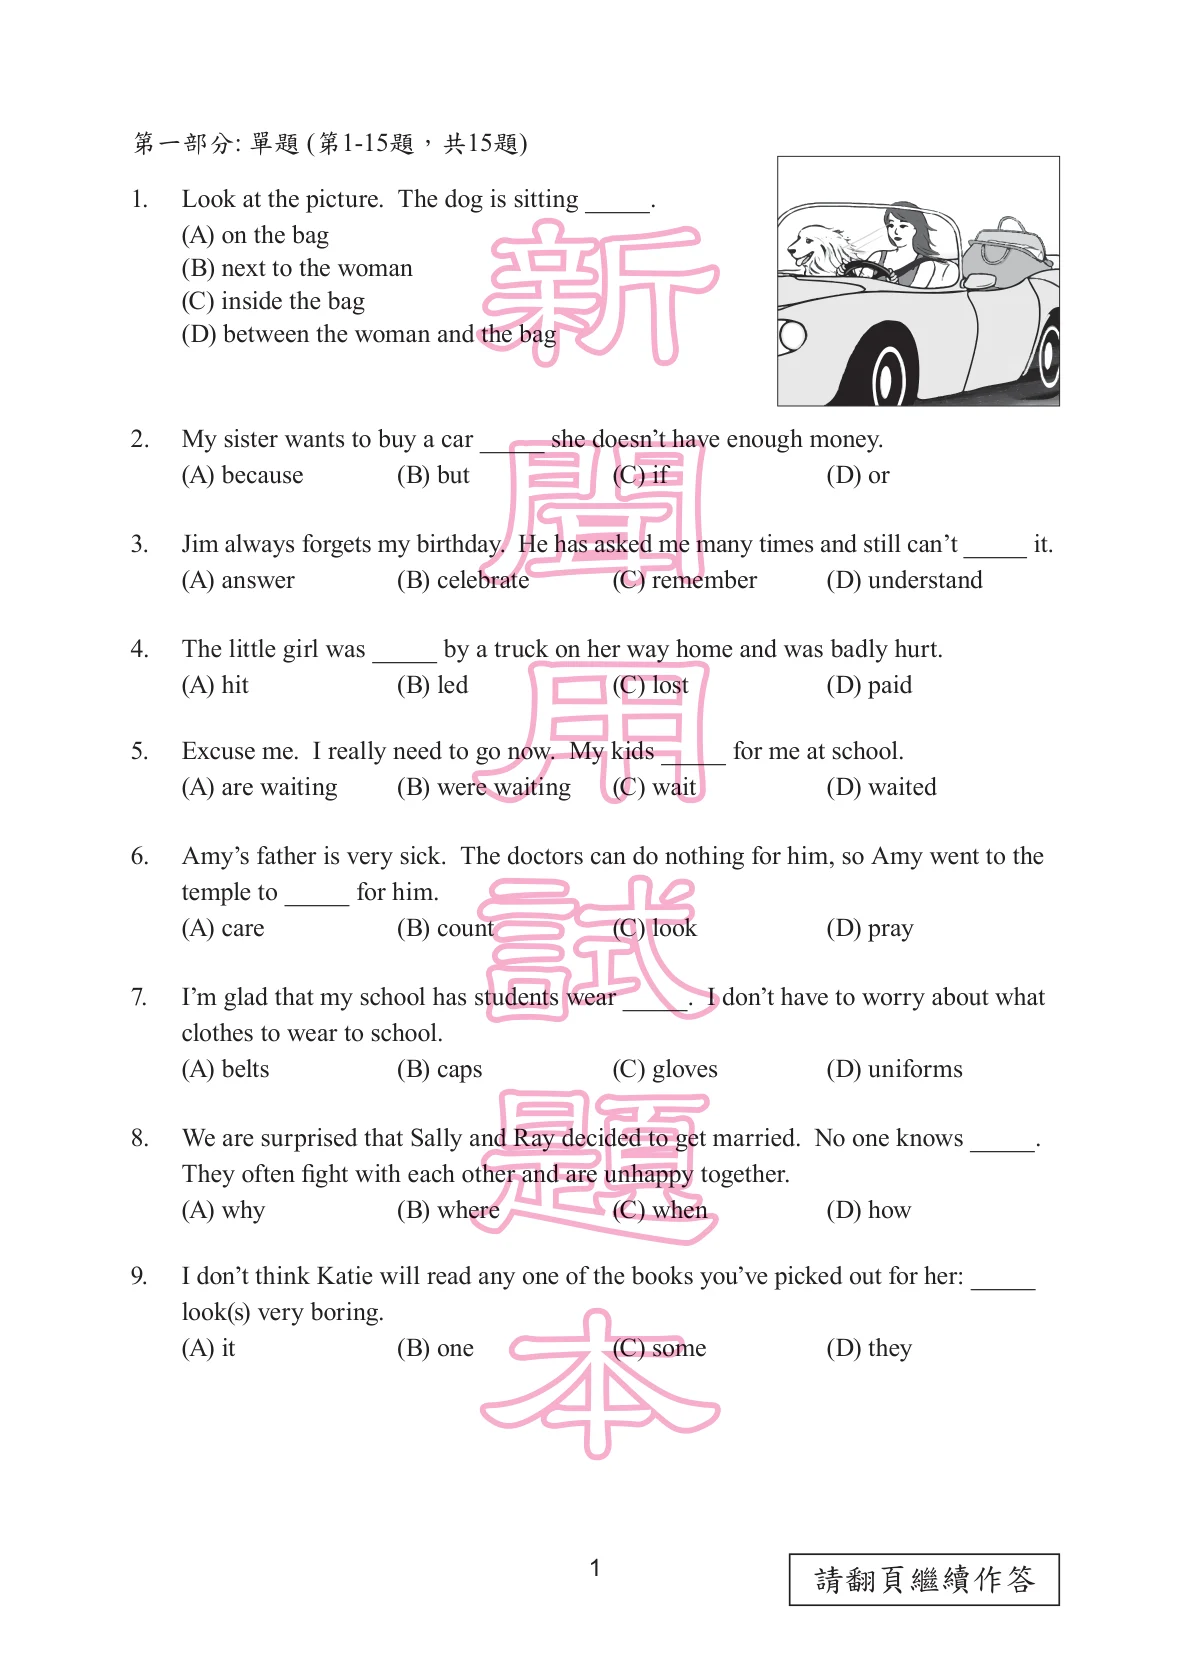 第一部分: 單題 (第1-15題，共15題)
1. Look at the picture. The dog is sitting _____.
(A) on the bag
(B) next to the woman
(C) inside the bag
(D) between the woman and the bag
2. My sister wants to buy a car _____ she doesn’t have enough money.
(A) because (B) but (C) if (D) or
3. Jim always forgets my birthday. He has asked me many times and still can’t _____ it.
(A) answer (B) celebrate (C) remember (D) understand
4. The little girl was _____ by a truck on her way home and was badly hurt.
(A) hit (B) led (C) lost (D) paid
5. Excuse me. I really need to go now. My kids _____ for me at school.
(A) are waiting (B) were waiting (C) wait (D) waited
6. Amy’s father is very sick. The doctors can do nothing for him, so Amy went to the
temple to _____ for him.
(A) care (B) count (C) look (D) pray
7. I’m glad that my school has students wear _____. I don’t have to worry about what
clothes to wear to school.
(A) belts (B) caps (C) gloves (D) uniforms
8. We are surprised that Sally and Ray decided to get married. No one knows _____.
They often fight with each other and are unhappy together.
(A) why (B) where (C) when (D) how
9. I don’t think Katie will read any one of the books you’ve picked out for her: _____
look(s) very boring.
(A) it (B) one (C) some (D) they
新聞用試題本
1
請翻頁繼續作答